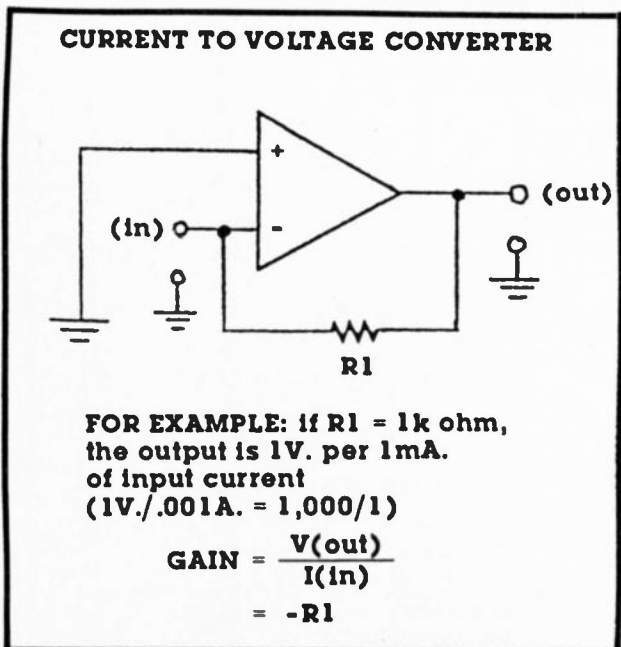 CURRENT TO VOLTAGE CONVERTER
+
(in)
-
(out)
R1
FOR EXAMPLE: if R1 = 1k ohm,
the output is 1V. per 1mA.
of input current
(1V./.001A. = 1,000/1)
GAIN = V(out)
I(in)
= -R1